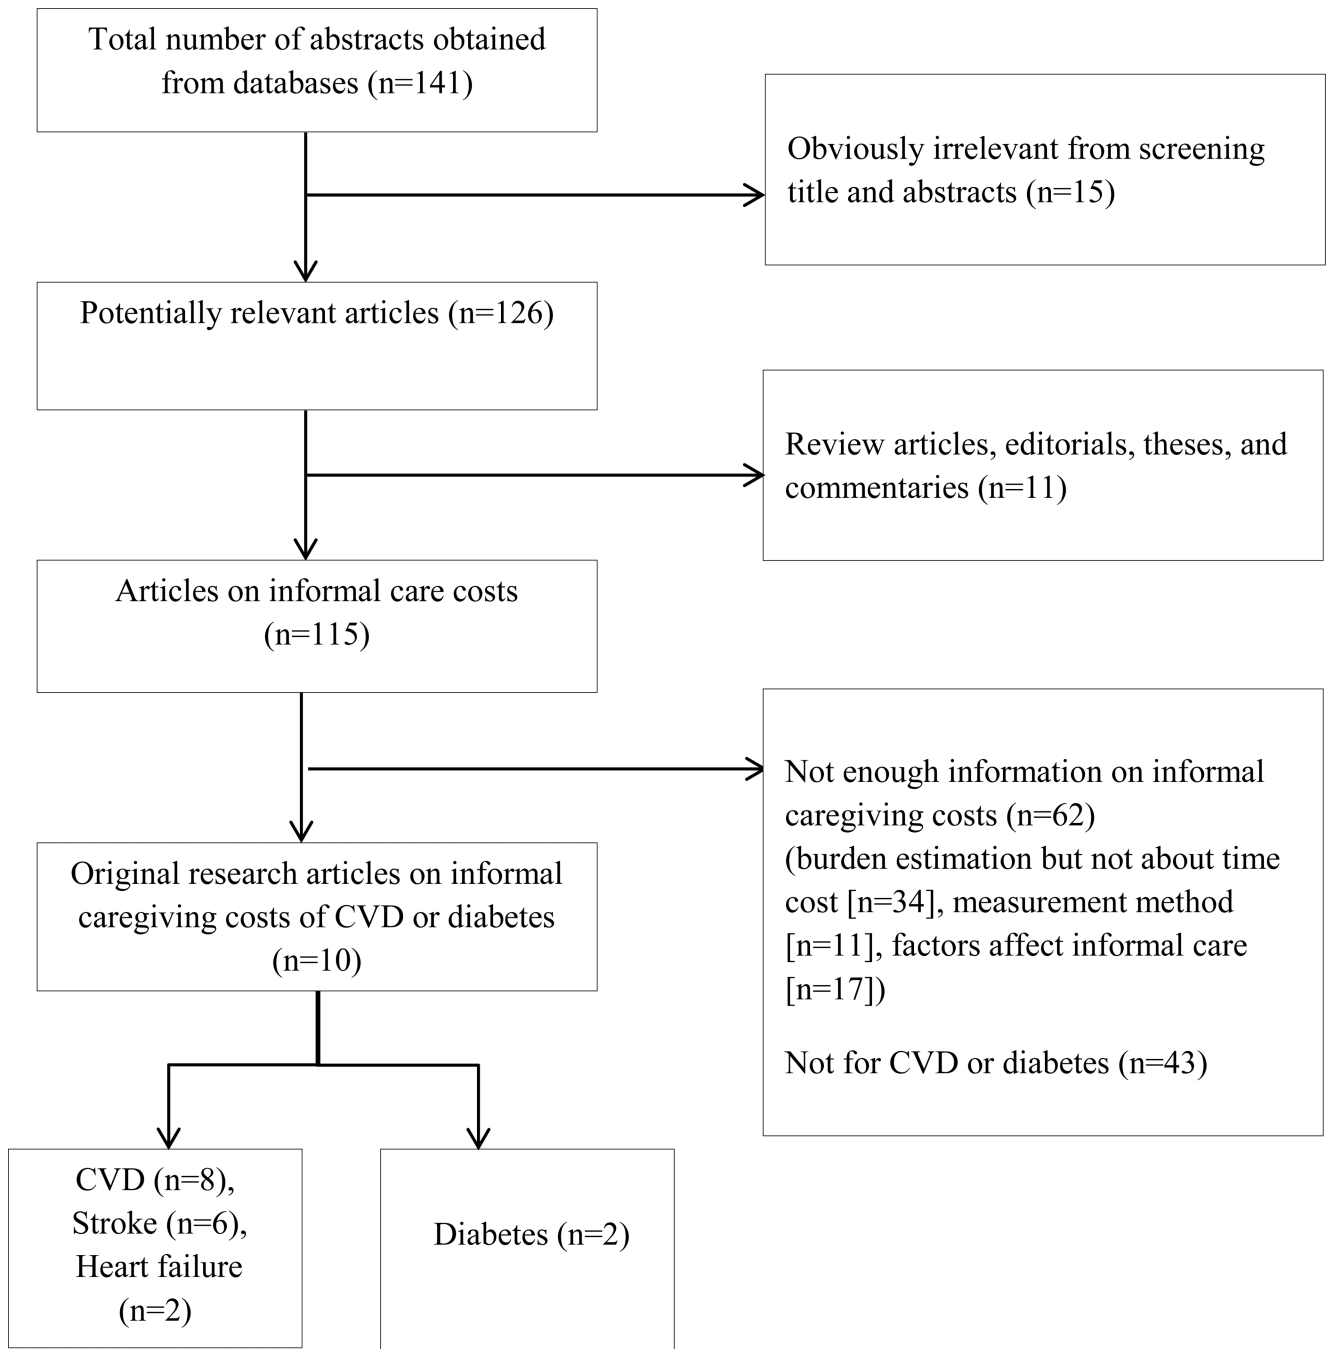 Total number of abstracts obtained
from databases (n=141)
Obviously irrelevant from screening
title and abstracts (n=15)
Potentially relevant articles (n=126)
Review articles, editorials, theses, and
commentaries (n=11)
Articles on informal care costs
(n=115)
Not enough information on informal
caregiving costs (n=62)
(burden estimation but not about time
cost [n=34], measurement method
[n=11], factors affect informal care
[n=17])
Not for CVD or diabetes (n=43)
Original research articles on informal
caregiving costs of CVD or diabetes
(n=10)
CVD (n=8),
Stroke (n=6),
Heart failure
(n=2)
Diabetes (n=2)